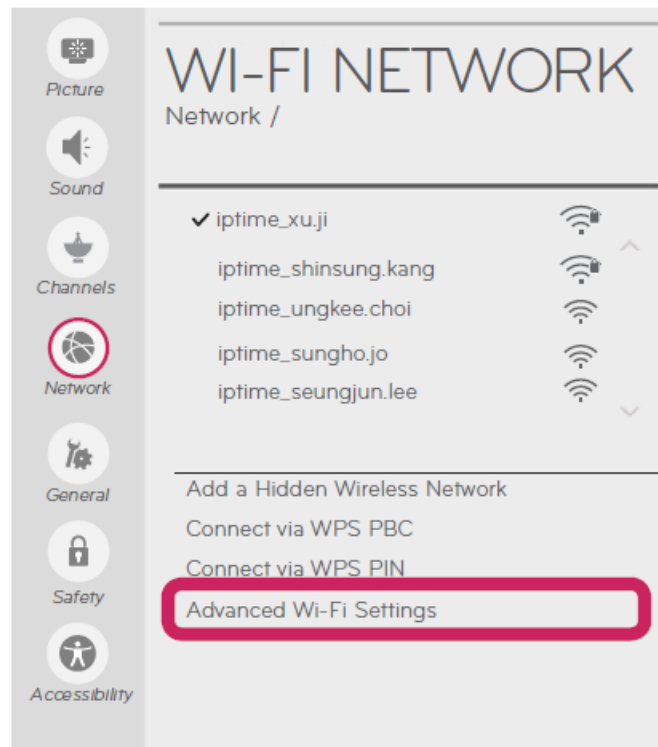 Picture
Sound
Channels
Network
General
Safety
Accessibility
WI-FI NETWORK
Network /
iptime_xu.ji
iptime_shinsung.kang
iptime_ungkee.choi
iptime_sungho.jo
iptime_seungjun.lee
Add a Hidden Wireless Network
Connect via WPS PBC
Connect via WPS PIN
Advanced Wi-Fi Settings